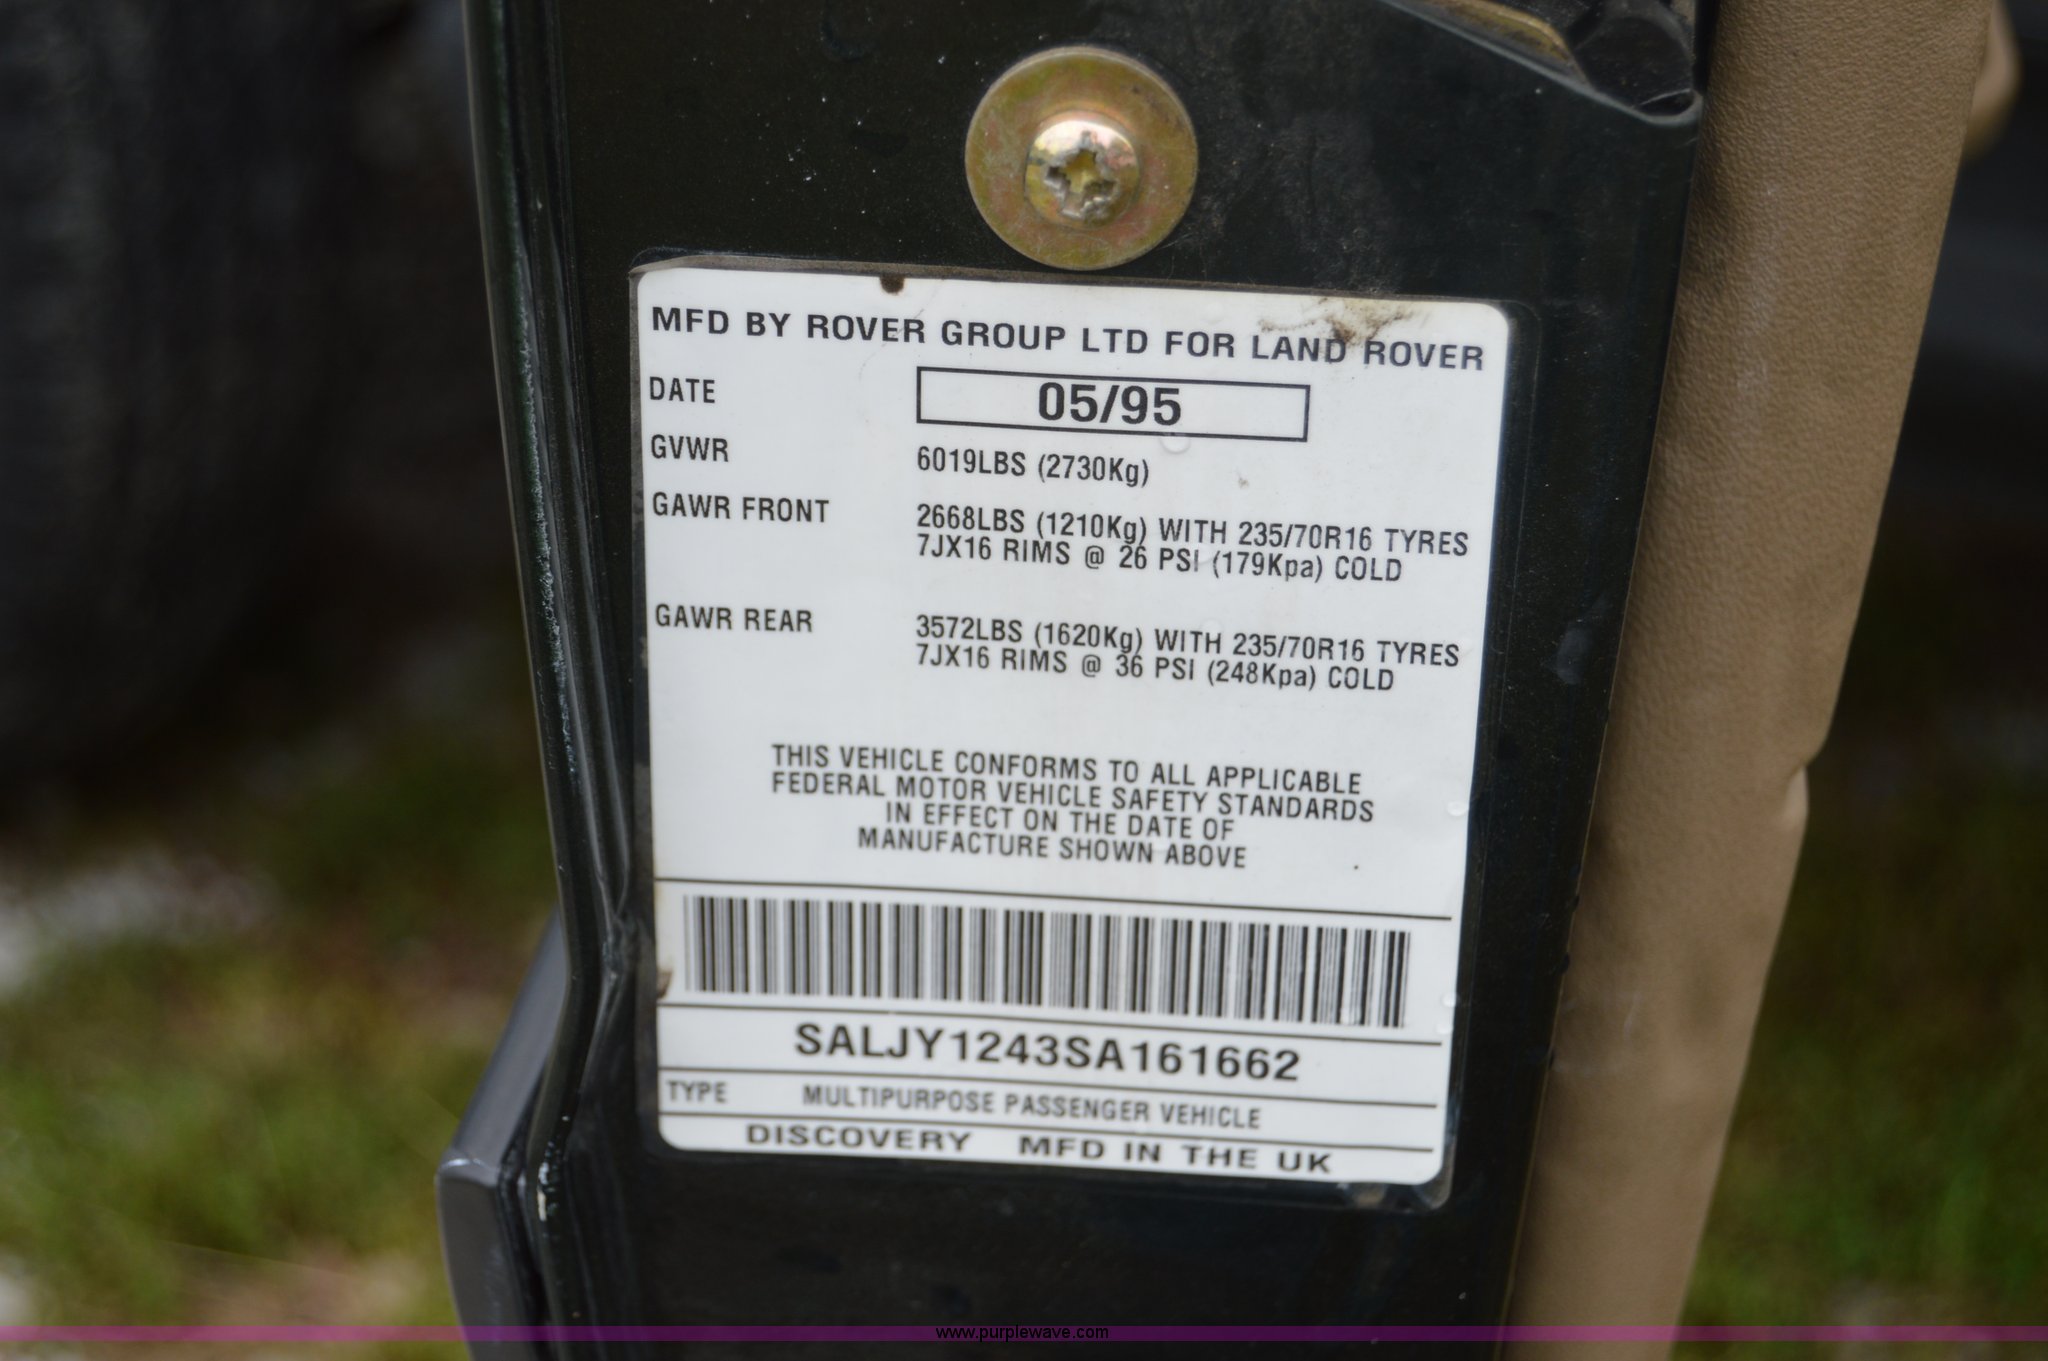 MFD BY ROVER GROUP LTD FOR LAND ROVER
DATE 05/95
GVWR 6019LBS (2730Kg)
GAWR FRONT 2668LBS (1210Kg) WITH 235/70R16 TYRES
7JX16 RIMS @ 26 PSI (179Kpa) COLD
GAWR REAR 3572LBS (1620Kg) WITH 235/70R16 TYRES
7JX16 RIMS @ 36 PSI (248Kpa) COLD
THIS VEHICLE CONFORMS TO ALL APPLICABLE
FEDERAL MOTOR VEHICLE SAFETY STANDARDS
IN EFFECT ON THE DATE OF
MANUFACTURE SHOWN ABOVE
SALJY1243SA161662
TYPE MULTIPURPOSE PASSENGER VEHICLE
DISCOVERY MFD IN THE UK
www.purplewave.com